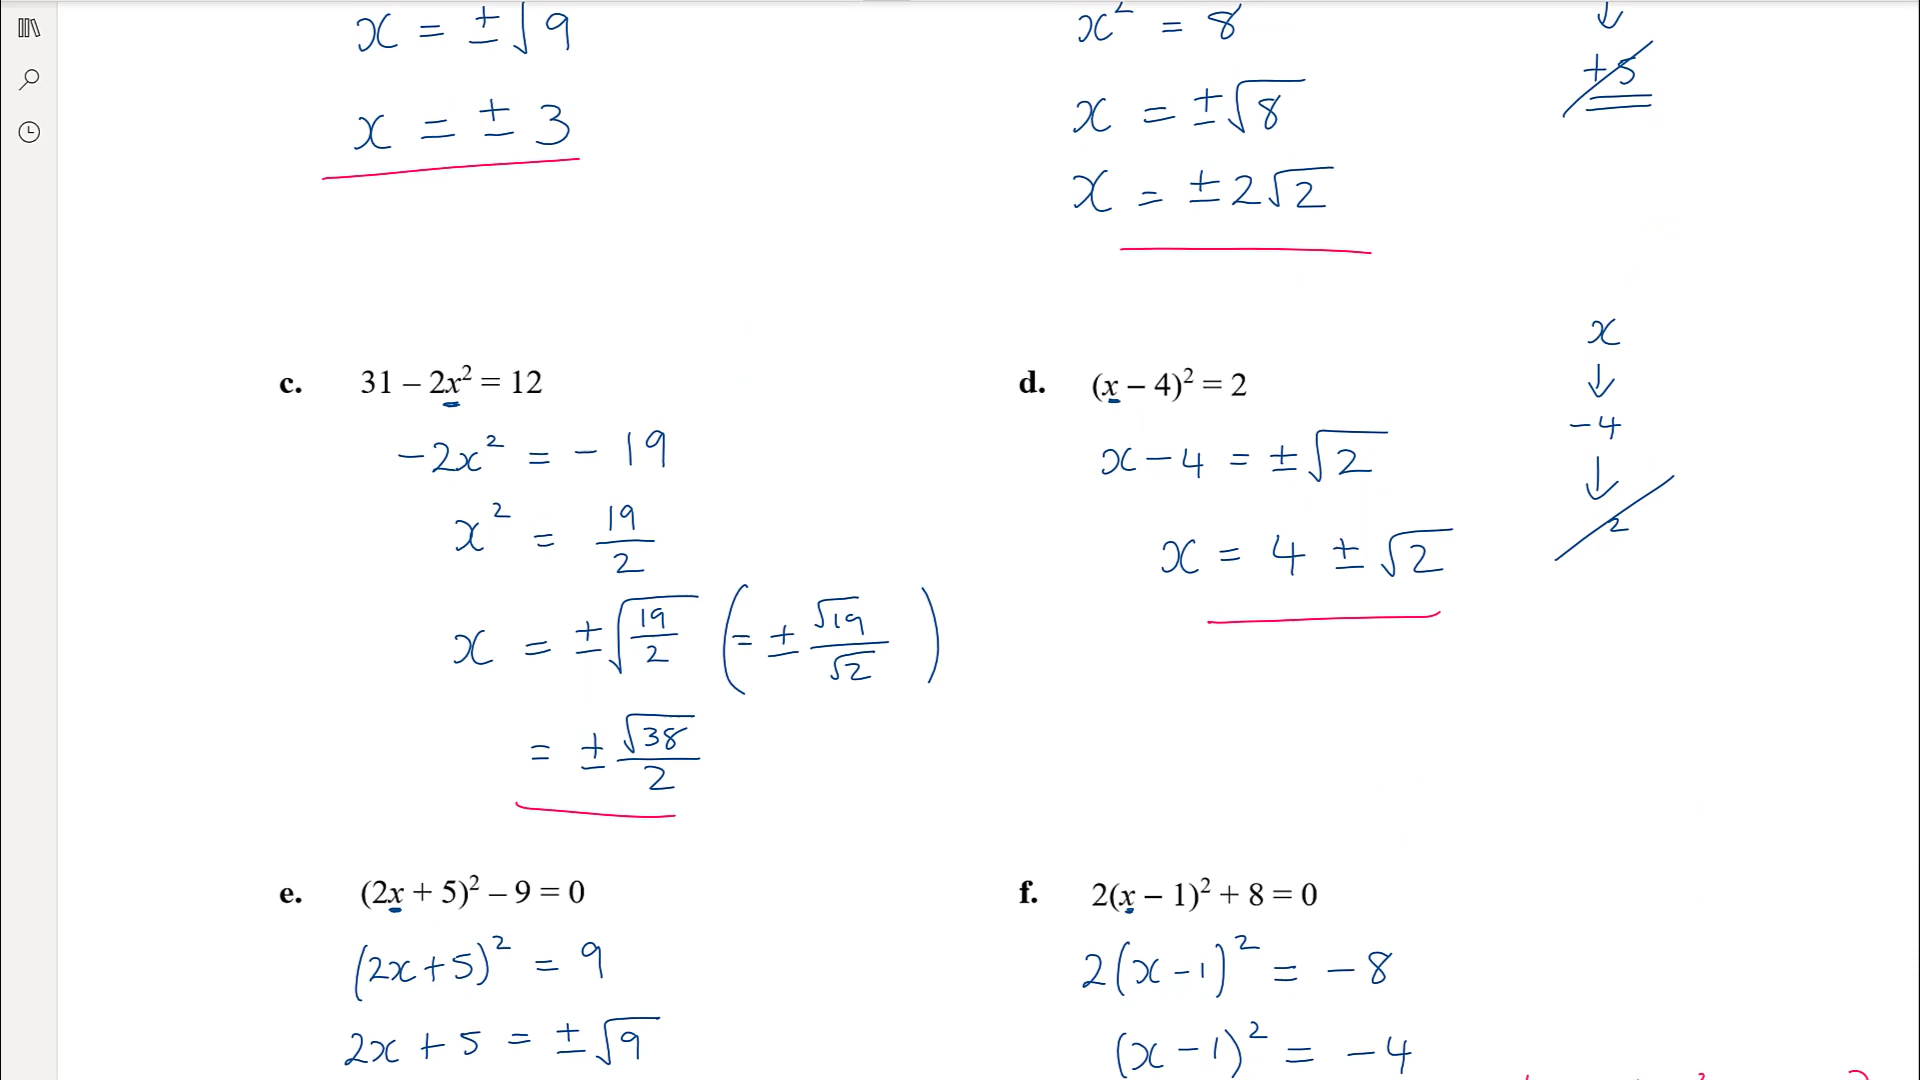 x = ±√9
x = ± 3
x² = 8
x = ±√8
x = ±2√2
↓
+5
c. 31 – 2x² = 12
-2x² = - 19
x² = 19/2
x = ±√(19/2) (= ± √19/√2)
= ± √38/2
d. (x – 4)² = 2
x - 4 = ±√2
x = 4 ± √2
x
↓
-4
↓
2
e. (2x + 5)² – 9 = 0
(2x+5)² = 9
2x + 5 = ±√9
f. 2(x – 1)² + 8 = 0
2(x-1)² = -8
(x-1)² = -4